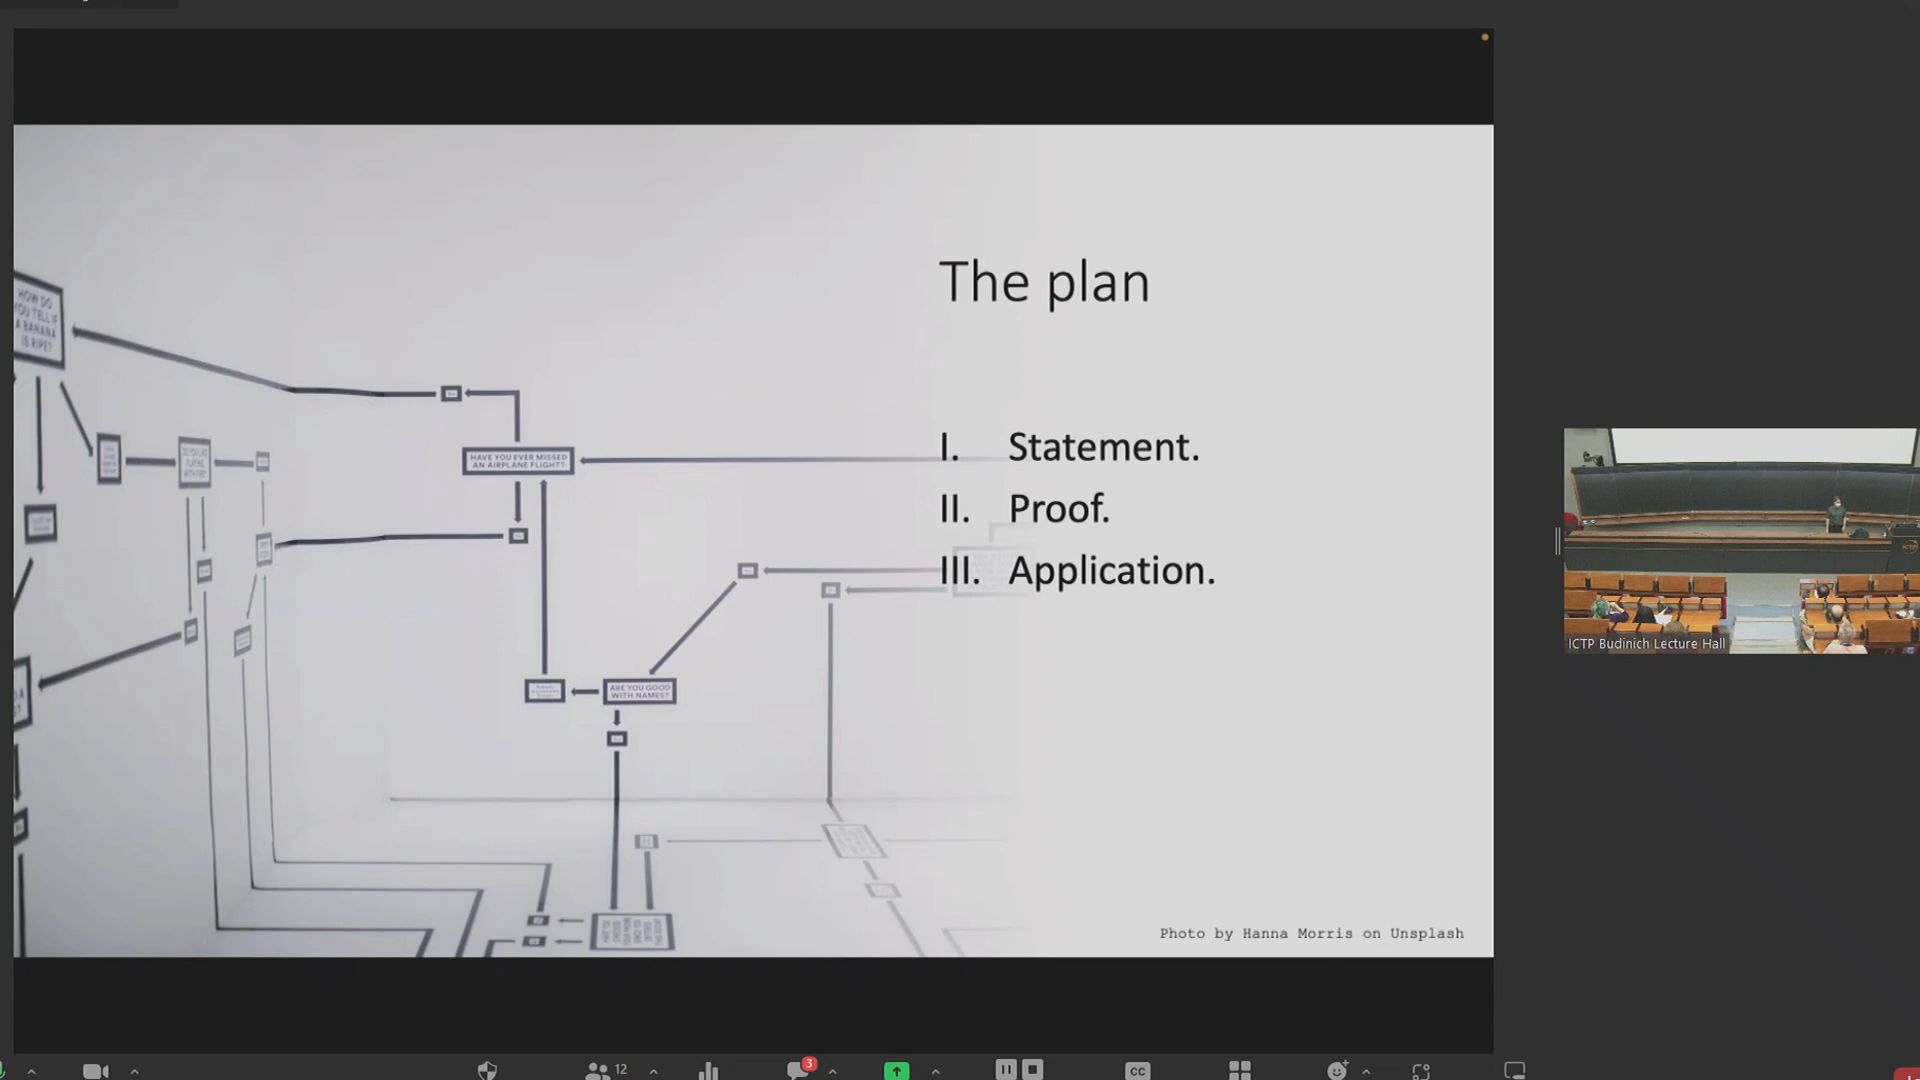 The plan
I. Statement.
II. Proof.
III. Application.
HOW DO
YOU TELL IF
A BANANA
IS RIPE?
HAVE YOU EVER MISSED
AN AIRPLANE FLIGHT?
ARE YOU GOOD
WITH NAMES?
Photo by Hanna Morris on Unsplash
ICTP Budinich Lecture Hall
12
3
CC